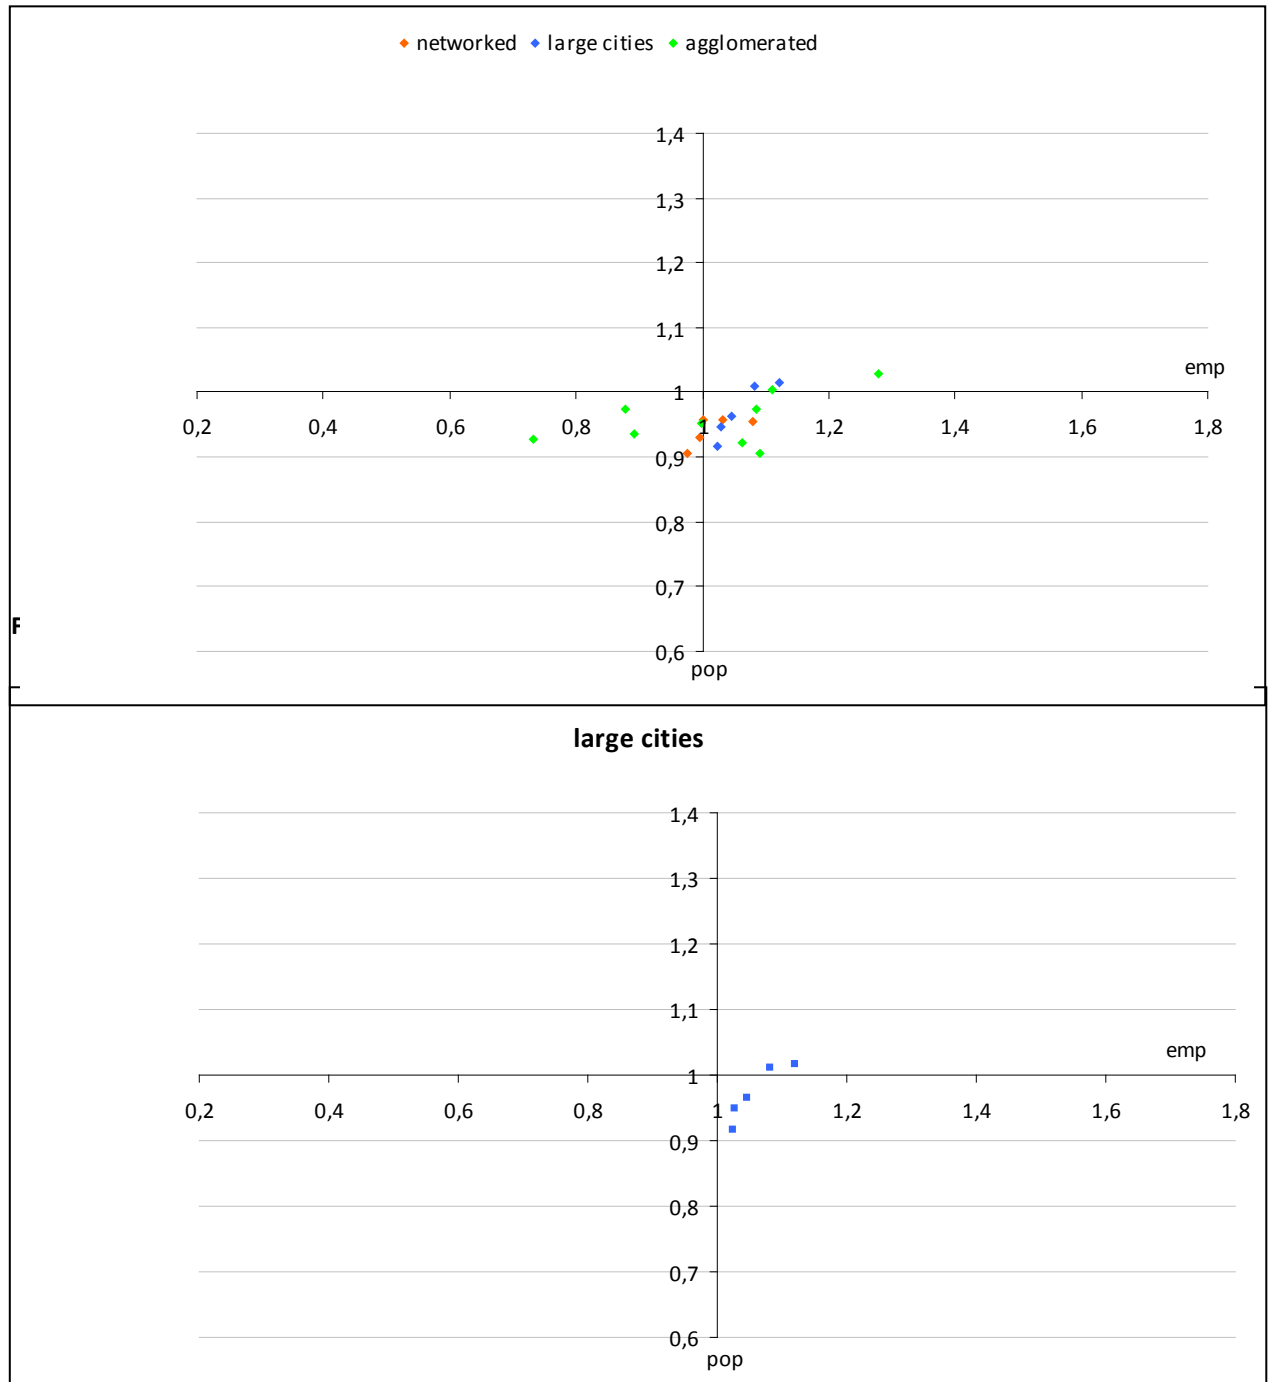 networked large cities agglomerated
1,4
1,3
1,2
1,1
emp
1
0,2 0,4 0,6 0,8 1 1,2 1,4 1,6 1,8
0,9
0,8
0,7
F
0,6
pop
large cities
1,4
1,3
1,2
1,1
emp
1
0,2 0,4 0,6 0,8 1 1,2 1,4 1,6 1,8
0,9
0,8
0,7
0,6
pop